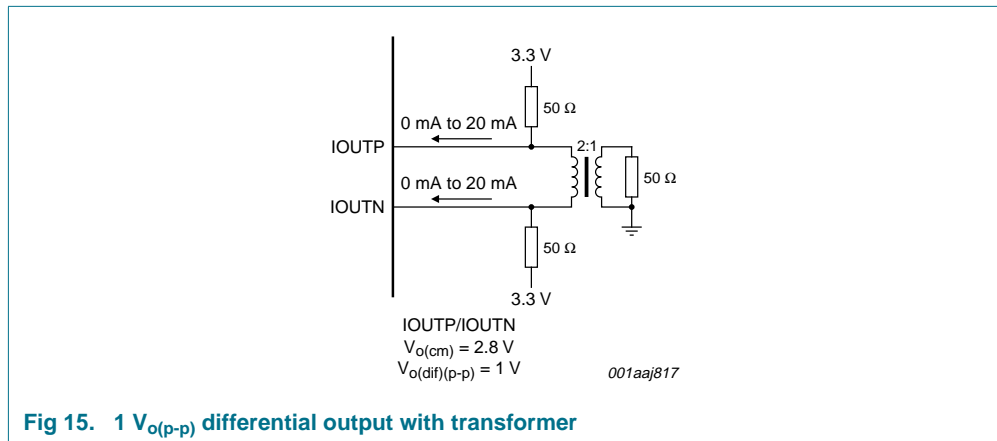 3.3 V
50 Ω
0 mA to 20 mA
IOUTP
2:1
0 mA to 20 mA
50 Ω
IOUTN
50 Ω
3.3 V
IOUTP/IOUTN
Vo(cm) = 2.8 V
Vo(dif)(p-p) = 1 V
001aaj817
Fig 15. 1 Vo(p-p) differential output with transformer